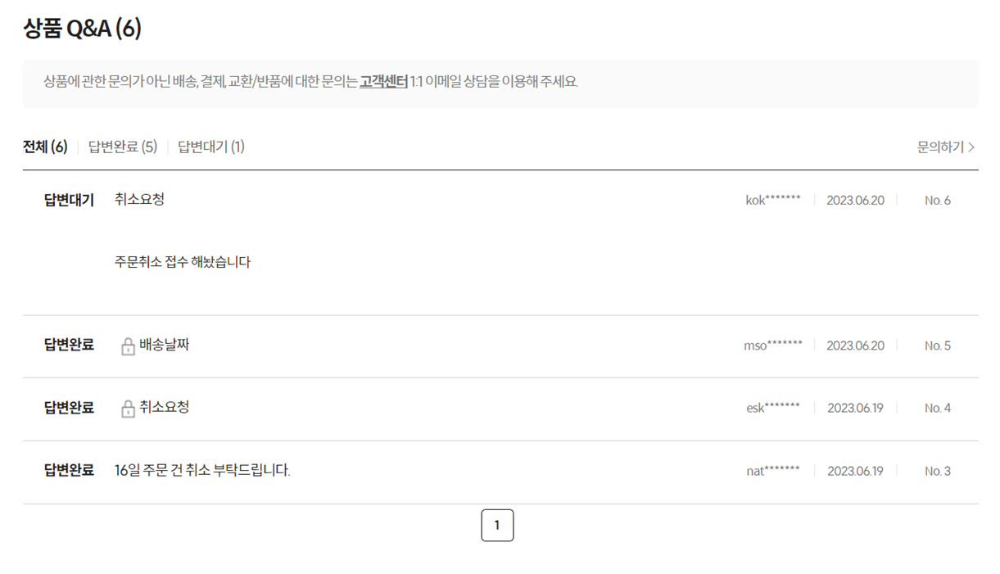 상품 Q&A (6)
상품에 관한 문의가 아닌 배송, 결제, 교환/반품에 대한 문의는 고객센터 1:1 이메일 상담을 이용해 주세요.
전체 (6) 답변완료 (5) 답변대기 (1) 문의하기 >
답변대기 취소요청 kok******* 2023.06.20 No. 6
주문취소 접수 해놨습니다
답변완료 배송날짜 mso******* 2023.06.20 No. 5
답변완료 취소요청 esk******* 2023.06.19 No. 4
답변완료 16일 주문 건 취소 부탁드립니다. nat******* 2023.06.19 No. 3
1